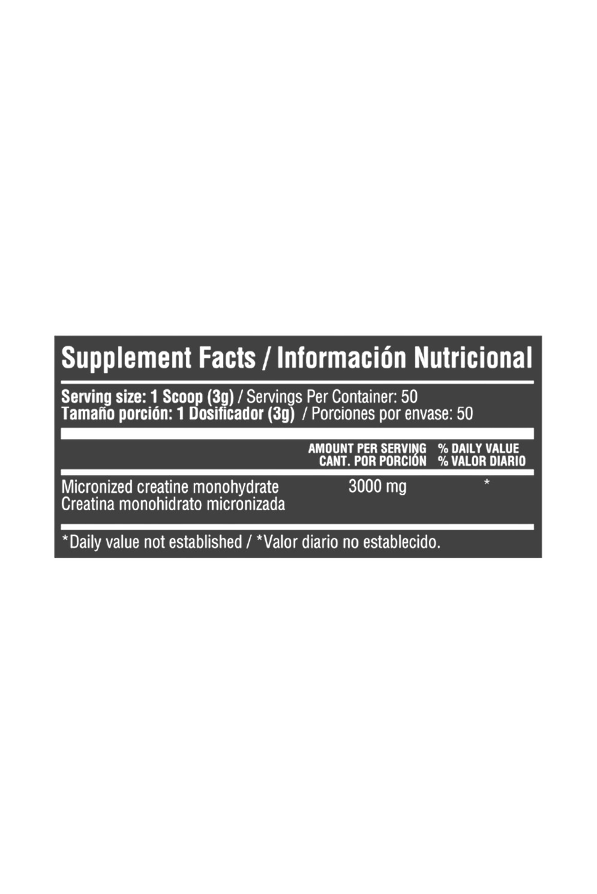 Supplement Facts / Información Nutricional
Serving size: 1 Scoop (3g) / Servings Per Container: 50
Tamaño porción: 1 Dosificador (3g) / Porciones por envase: 50
AMOUNT PER SERVING % DAILY VALUE
CANT. POR PORCIÓN % VALOR DIARIO
Micronized creatine monohydrate 3000 mg *
Creatina monohidrato micronizada
*Daily value not established / *Valor diario no establecido.